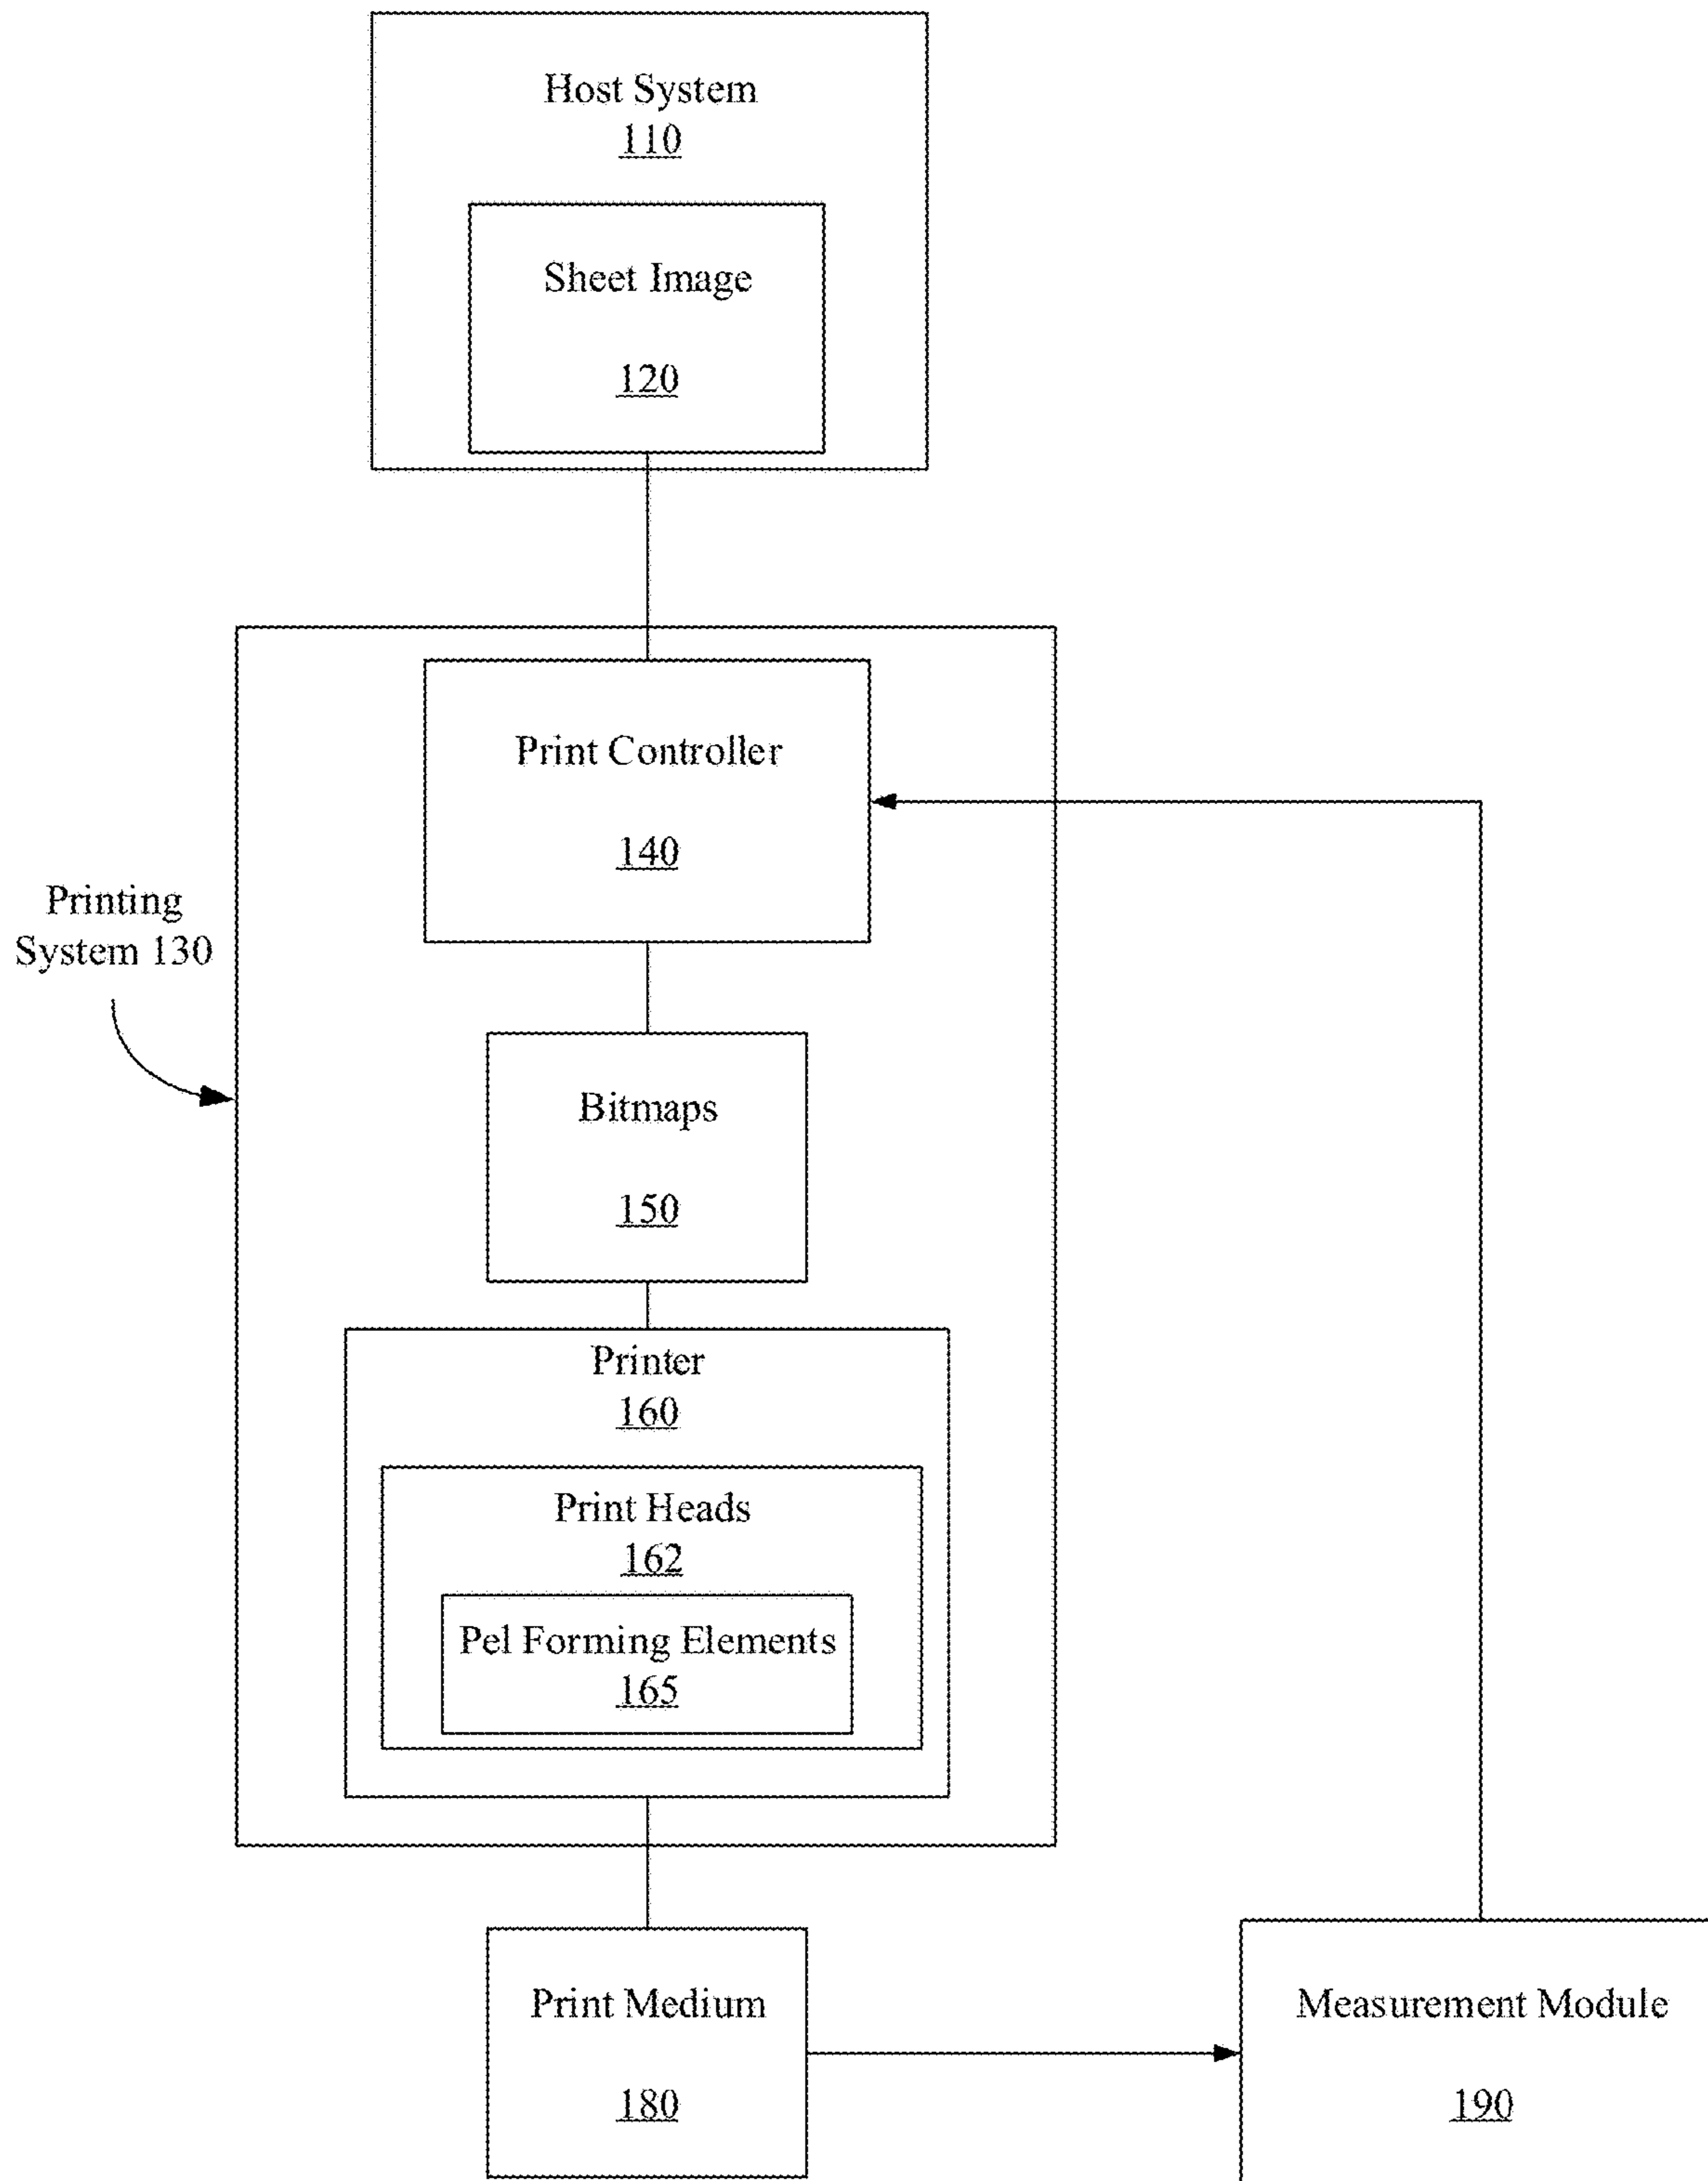 Host System
110
Sheet Image
120
Print Controller
140
Printing
System 130
Bitmaps
150
Printer
160
Print Heads
162
Pel Forming Elements
165
Print Medium
180
Measurement Module
190